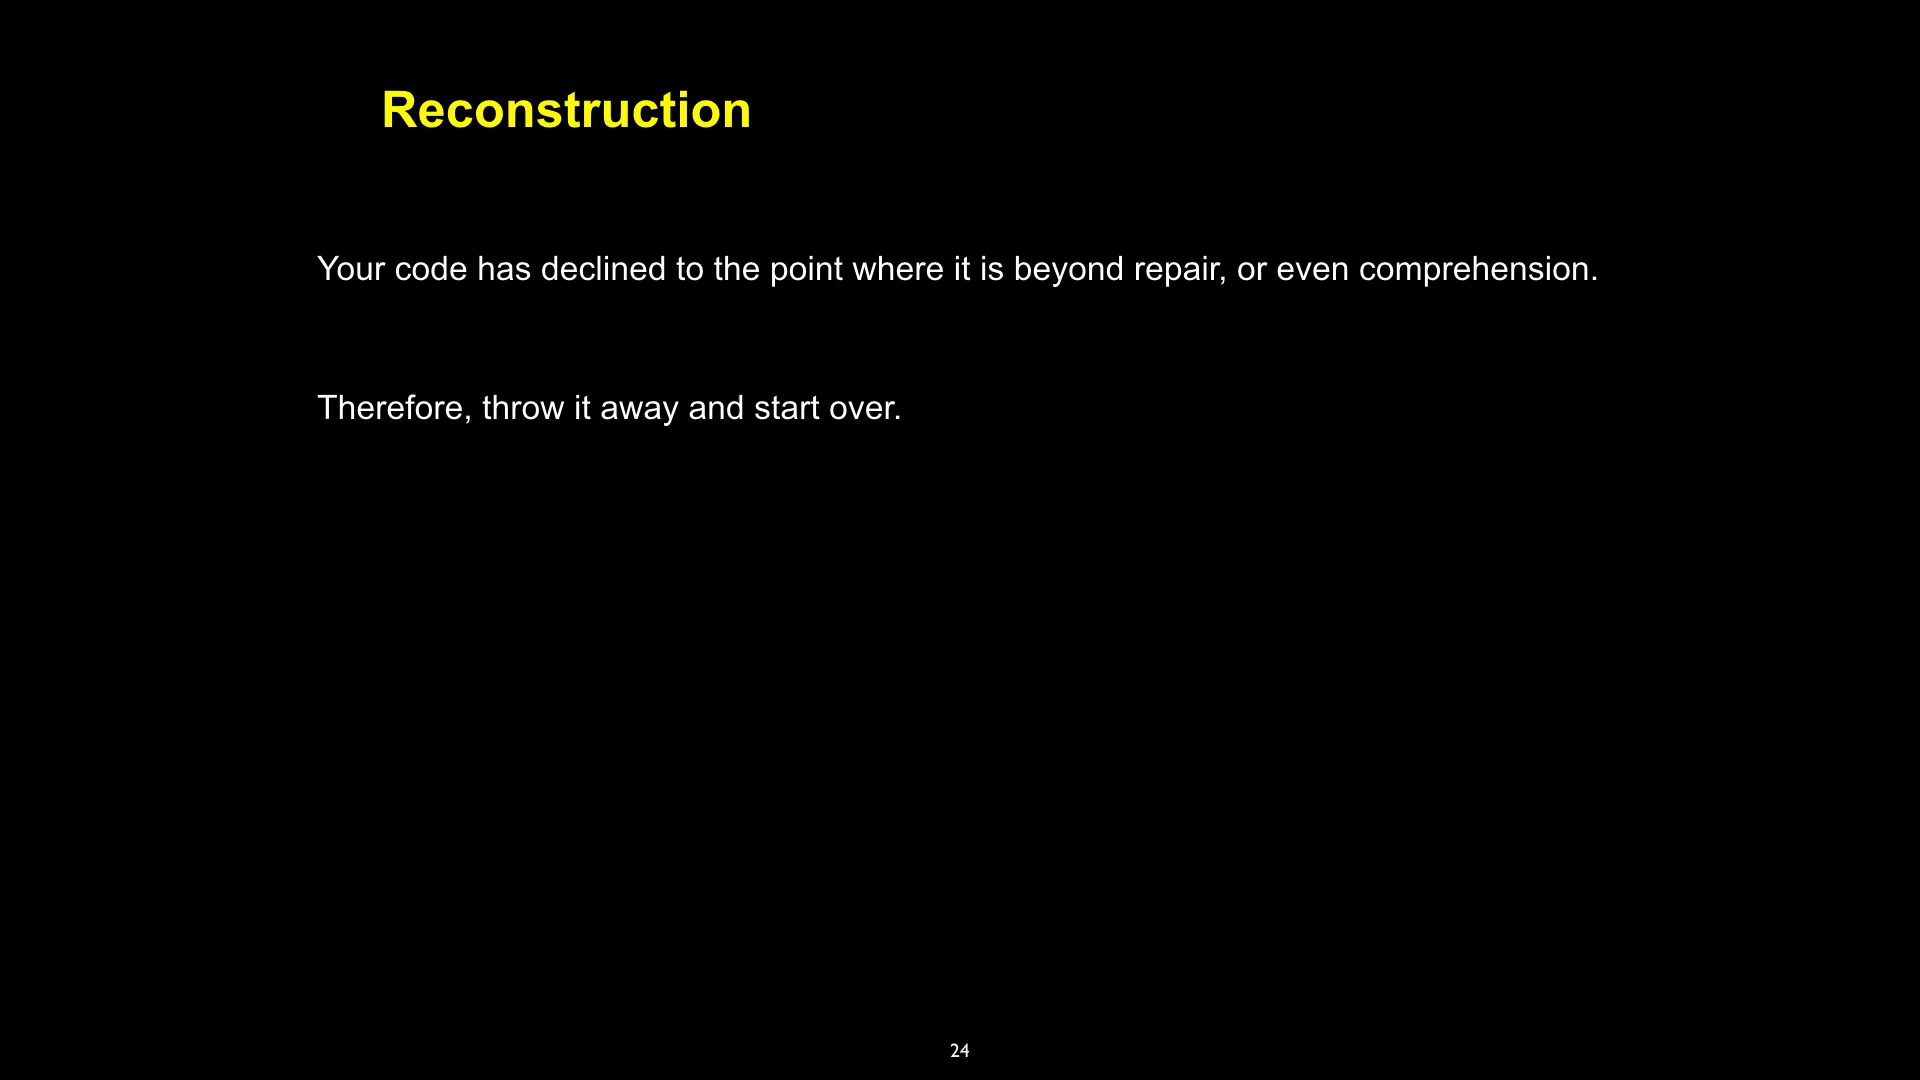 Reconstruction
Your code has declined to the point where it is beyond repair, or even comprehension.
Therefore, throw it away and start over.
24